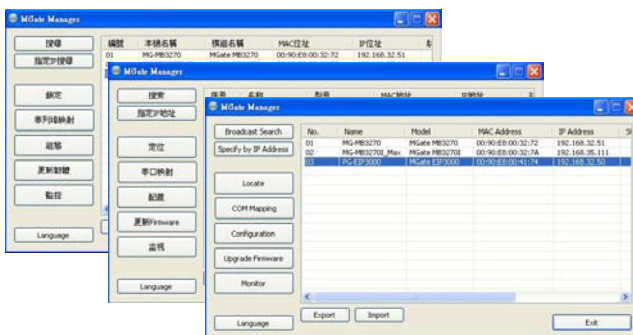 MGate Manager
搜尋
指定IP搜尋
鎖定
串列埠映射
組態
更新韌體
監控
Language
編號 本機名稱 模組名稱 MAC位址 IP位址
01 MG-MB3270 MGate MB3270 00:90:E8:00:32:72 192.168.32.51
MGate Manager
搜索
指定IP地址
定位
串口映射
配置
更新Firmware
监视
Language
序号 名称 型号 MAC地址 IP地址
MGate Manager
Broadcast Search
Specify by IP Address
Locate
COM Mapping
Configuration
Upgrade Firmware
Monitor
Language
No. Name Model MAC Address IP Address
01 MG-MB3270 MGate MB3270 00:90:E8:00:32:72 192.168.32.51
02 MG-MB3270I_Max MGate MB3270I 00:90:E8:00:32:7A 192.168.35.111
03 PG-EIP3000 MGate EIP3000 00:90:E8:00:41:74 192.168.32.50
Export Import
Exit